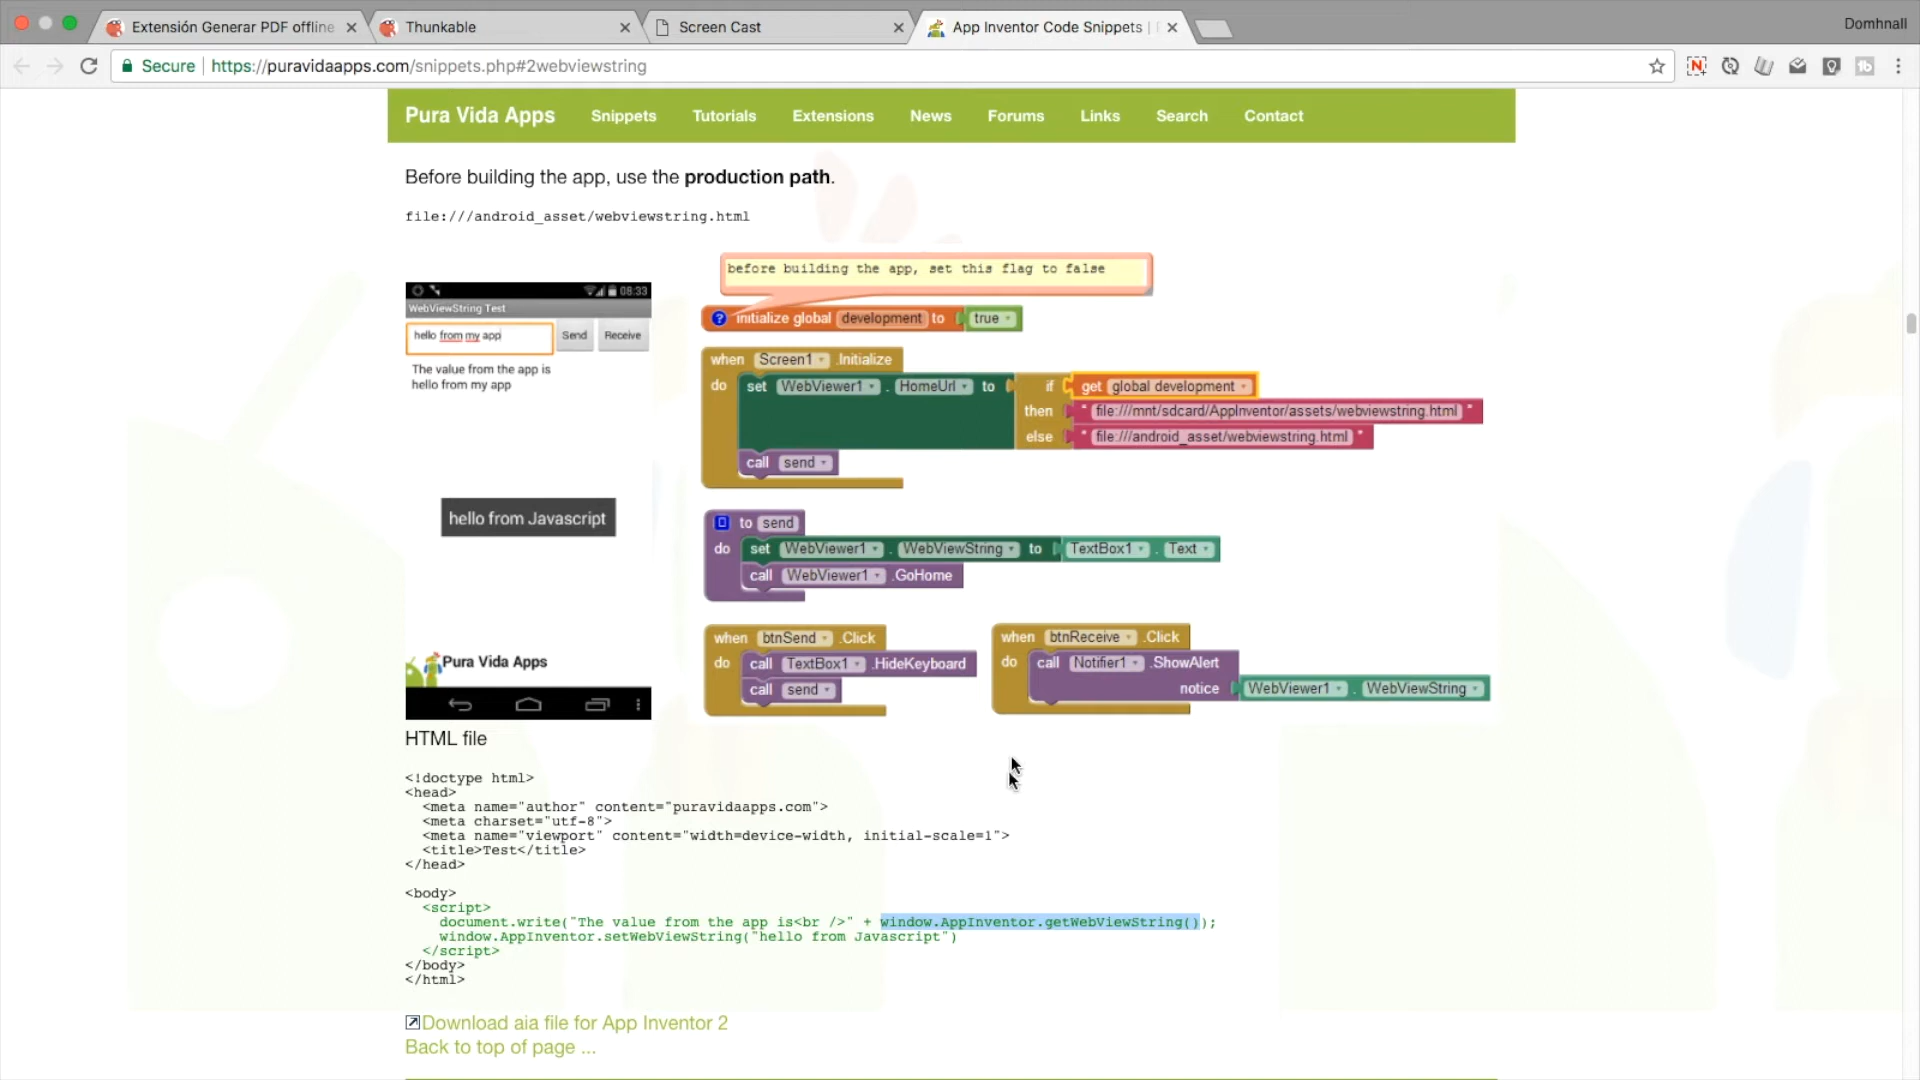 Extensión Generar PDF offline
Thunkable
Screen Cast
App Inventor Code Snippets |
Domhnall
Secure
https://puravidaapps.com/snippets.php#2webviewstring
Pura Vida Apps
Snippets
Tutorials
Extensions
News
Forums
Links
Search
Contact
Before building the app, use the production path.
file:///android_asset/webviewstring.html
08:33
WebViewString Test
hello from my app
Send
Receive
The value from the app is
hello from my app
hello from Javascript
Pura Vida Apps
before building the app, set this flag to false
initialize global development to true
when Screen1 .Initialize
do set WebViewer1 . HomeUrl to if get global development
then " file:///mnt/sdcard/AppInventor/assets/webviewstring.html "
else " file:///android_asset/webviewstring.html "
call send
to send
do set WebViewer1 . WebViewString to TextBox1 . Text
call WebViewer1 .GoHome
when btnSend .Click
do call TextBox1 .HideKeyboard
call send
when btnReceive .Click
do call Notifier1 .ShowAlert
notice WebViewer1 . WebViewString
HTML file
<!doctype html>
<head>
<meta name="author" content="puravidaapps.com">
<meta charset="utf-8">
<meta name="viewport" content="width=device-width, initial-scale=1">
<title>Test</title>
</head>
<body>
<script>
document.write("The value from the app is<br />" + window.AppInventor.getWebViewString());
window.AppInventor.setWebViewString("hello from Javascript")
</script>
</body>
</html>
Download aia file for App Inventor 2
Back to top of page ...